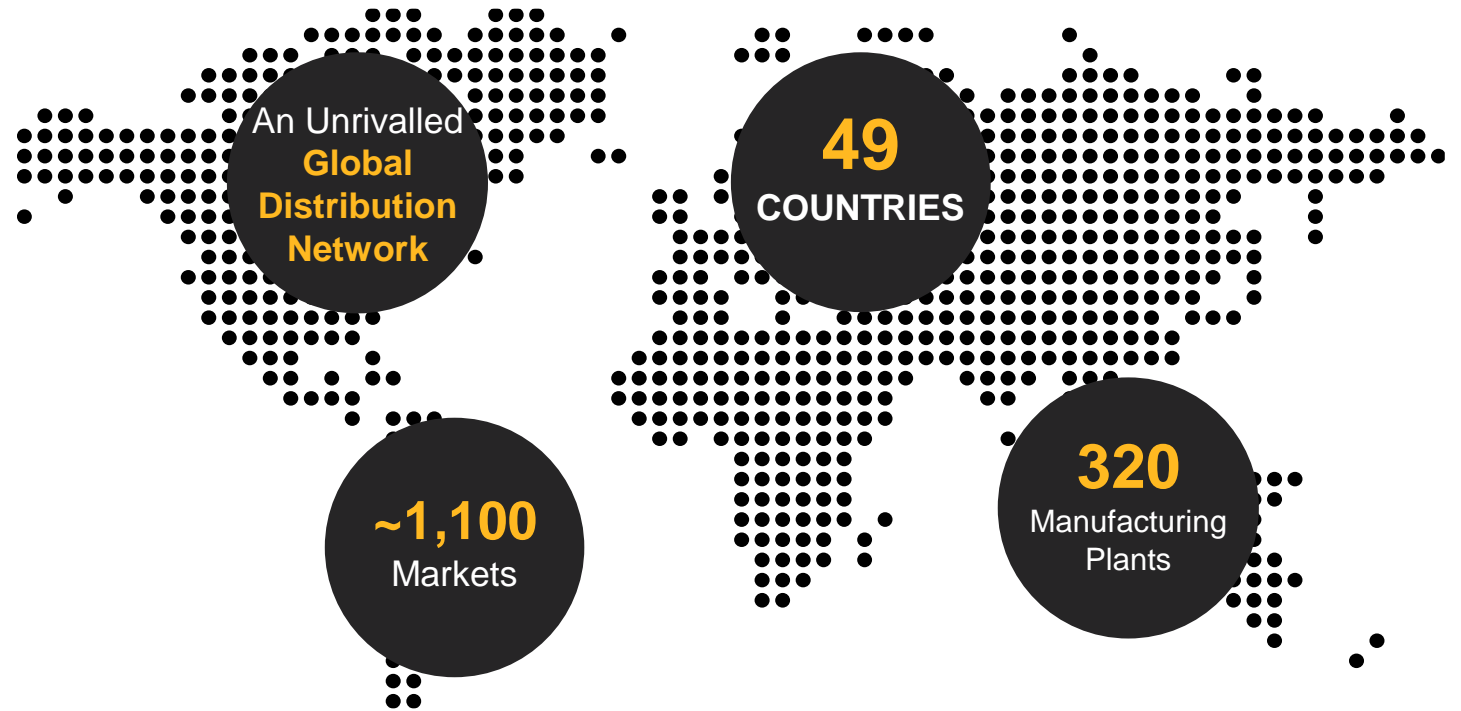 An Unrivalled
Global
Distribution
Network
49
COUNTRIES
~1,100
Markets
320
Manufacturing
Plants